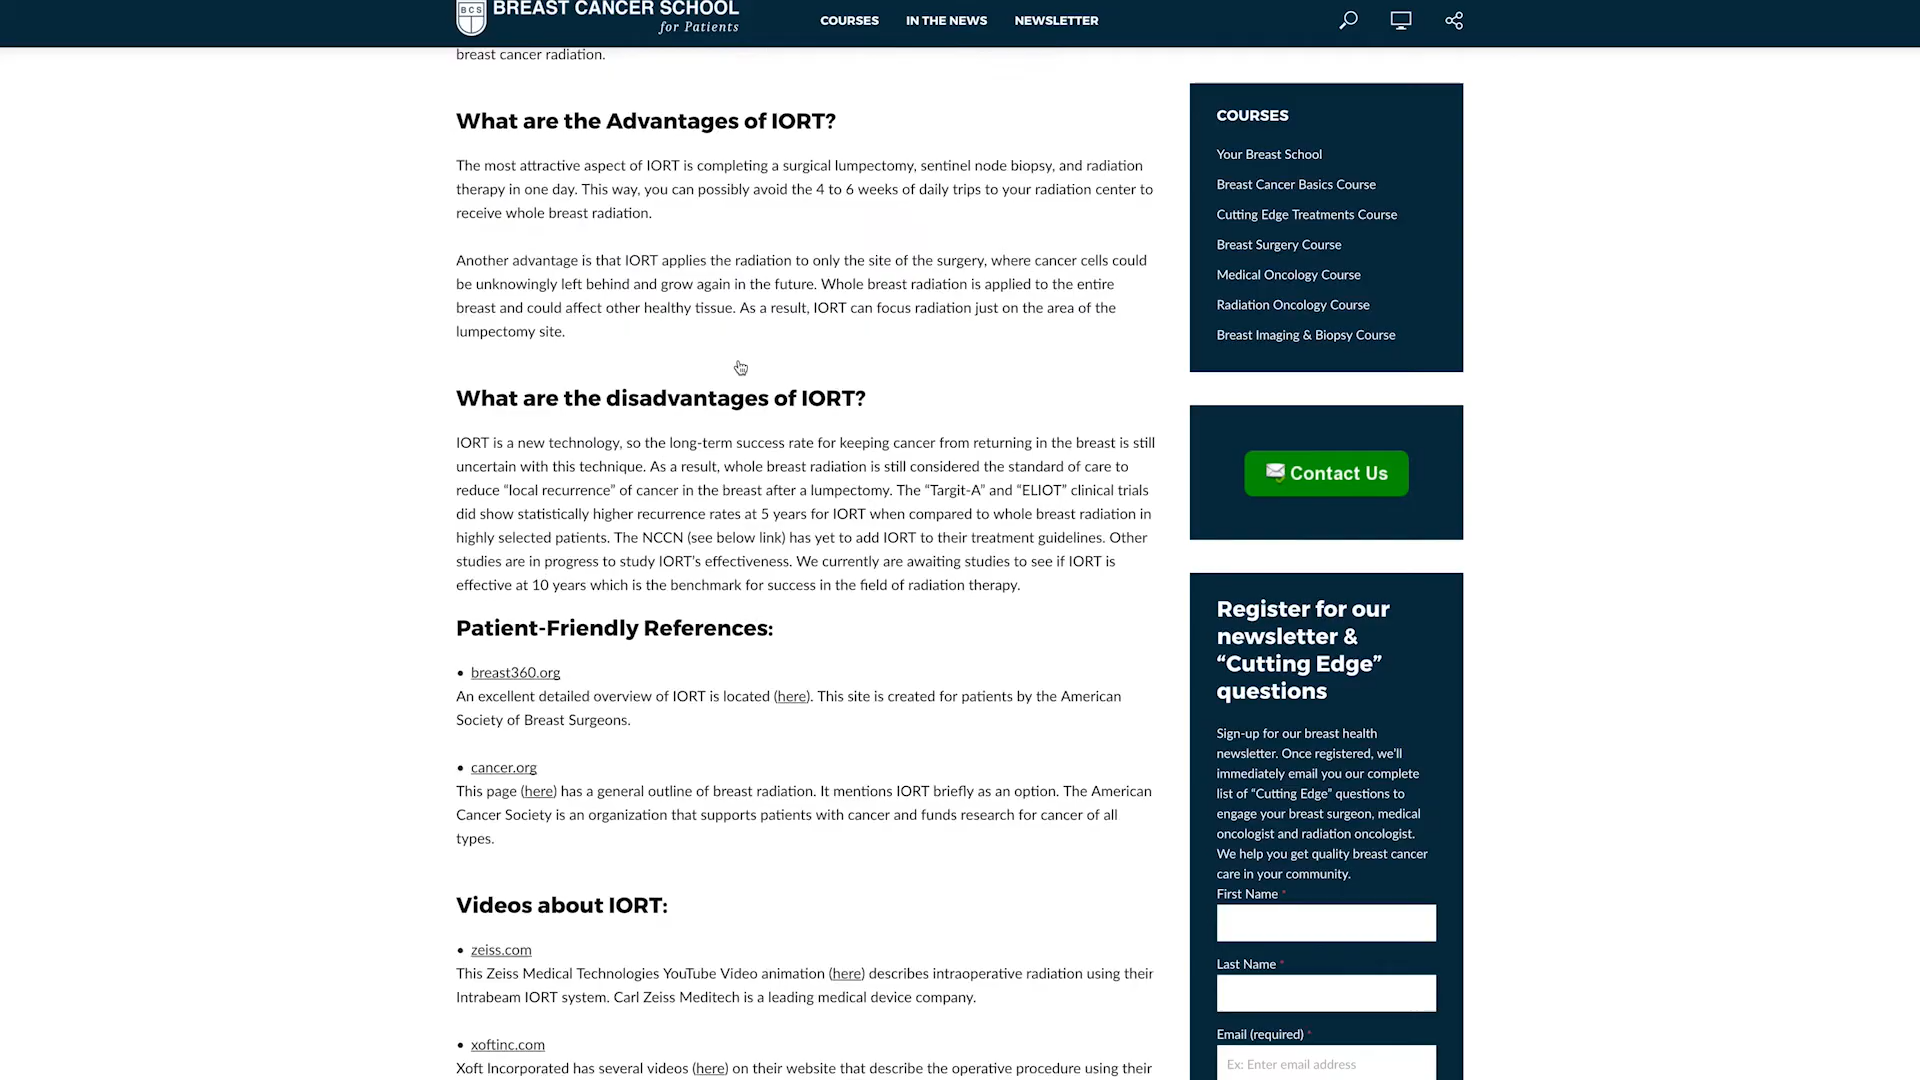 BCS
BREAST CANCER SCHOOL
for Patients
COURSES
IN THE NEWS
NEWSLETTER
breast cancer radiation.
What are the Advantages of IORT?
The most attractive aspect of IORT is completing a surgical lumpectomy, sentinel node biopsy, and radiation
therapy in one day. This way, you can possibly avoid the 4 to 6 weeks of daily trips to your radiation center to
receive whole breast radiation.
Another advantage is that IORT applies the radiation to only the site of the surgery, where cancer cells could
be unknowingly left behind and grow again in the future. Whole breast radiation is applied to the entire
breast and could affect other healthy tissue. As a result, IORT can focus radiation just on the area of the
lumpectomy site.
What are the disadvantages of IORT?
IORT is a new technology, so the long-term success rate for keeping cancer from returning in the breast is still
uncertain with this technique. As a result, whole breast radiation is still considered the standard of care to
reduce “local recurrence” of cancer in the breast after a lumpectomy. The “Targit-A” and “ELIOT” clinical trials
did show statistically higher recurrence rates at 5 years for IORT when compared to whole breast radiation in
highly selected patients. The NCCN (see below link) has yet to add IORT to their treatment guidelines. Other
studies are in progress to study IORT’s effectiveness. We currently are awaiting studies to see if IORT is
effective at 10 years which is the benchmark for success in the field of radiation therapy.
Patient-Friendly References:
• breast360.org
An excellent detailed overview of IORT is located (here). This site is created for patients by the American
Society of Breast Surgeons.
• cancer.org
This page (here) has a general outline of breast radiation. It mentions IORT briefly as an option. The American
Cancer Society is an organization that supports patients with cancer and funds research for cancer of all
types.
Videos about IORT:
• zeiss.com
This Zeiss Medical Technologies YouTube Video animation (here) describes intraoperative radiation using their
Intrabeam IORT system. Carl Zeiss Meditech is a leading medical device company.
• xoftinc.com
Xoft Incorporated has several videos (here) on their website that describe the operative procedure using their
COURSES
Your Breast School
Breast Cancer Basics Course
Cutting Edge Treatments Course
Breast Surgery Course
Medical Oncology Course
Radiation Oncology Course
Breast Imaging & Biopsy Course
Contact Us
Register for our
newsletter &
“Cutting Edge”
questions
Sign-up for our breast health
newsletter. Once registered, we’ll
immediately email you our complete
list of “Cutting Edge” questions to
engage your breast surgeon, medical
oncologist and radiation oncologist.
We help you get quality breast cancer
care in your community.
First Name *
Last Name *
Email (required) *
Ex: Enter email address